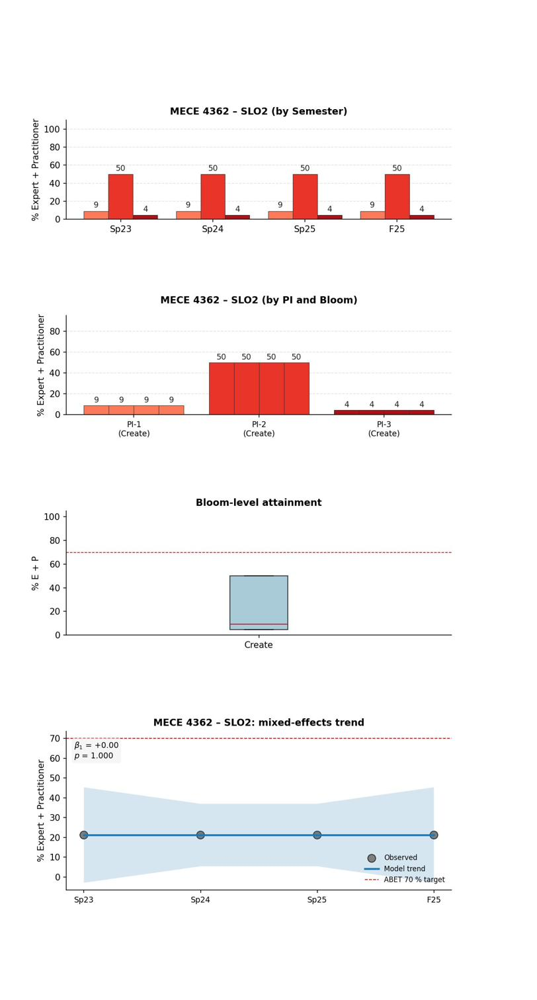 MECE 4362 – SLO2 (by Semester)
% Expert + Practitioner
100
80
60
40
20
0
9
50
4
9
50
4
9
50
4
9
50
4
Sp23
Sp24
Sp25
F25
MECE 4362 – SLO2 (by PI and Bloom)
% Expert + Practitioner
80
60
40
20
0
9
9
9
9
50
50
50
50
4
4
4
4
PI-1
(Create)
PI-2
(Create)
PI-3
(Create)
Bloom-level attainment
% E + P
100
80
60
40
20
0
Create
MECE 4362 – SLO2: mixed-effects trend
% Expert + Practitioner
70
60
50
40
30
20
10
0
β₁ = +0.00
p = 1.000
Observed
Model trend
ABET 70 % target
Sp23
Sp24
Sp25
F25